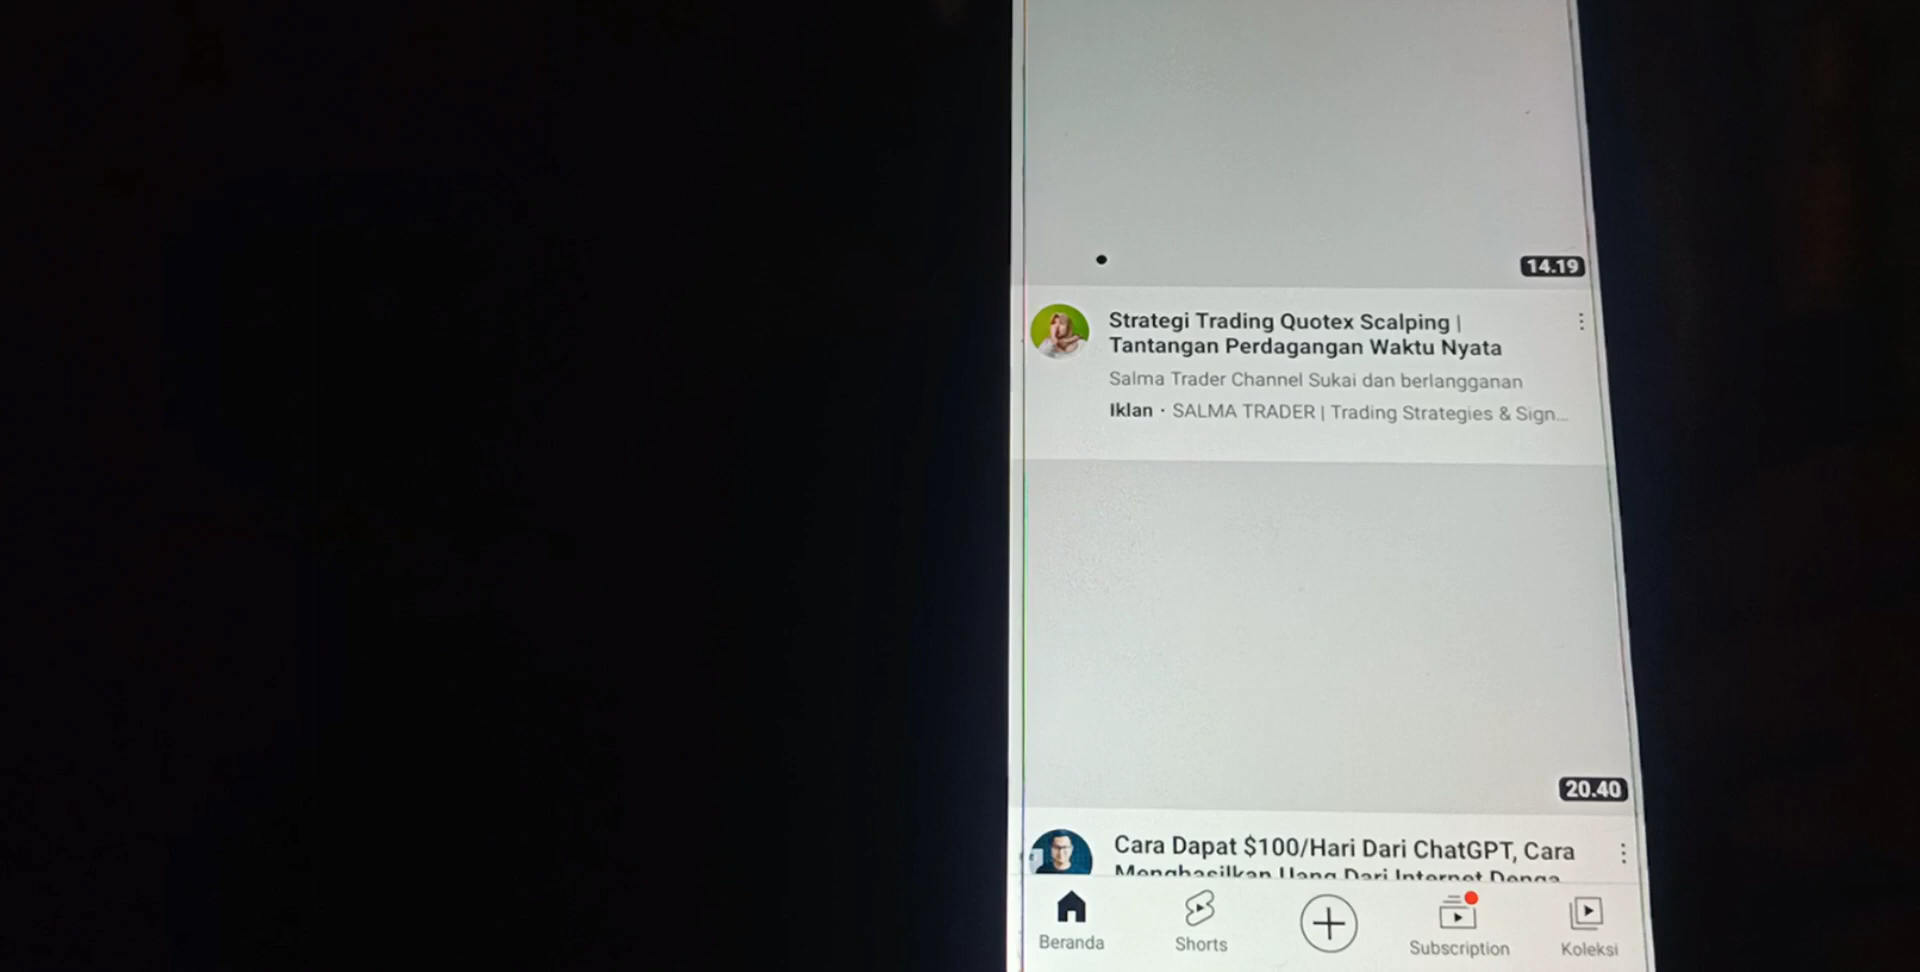 14.19
Strategi Trading Quotex Scalping |
Tantangan Perdagangan Waktu Nyata
Salma Trader Channel Sukai dan berlangganan
Iklan · SALMA TRADER | Trading Strategies & Sign...
20.40
Cara Dapat $100/Hari Dari ChatGPT, Cara
Menghasilkan Uang Dari Internet Denga
Beranda
Shorts
Subscription
Koleksi